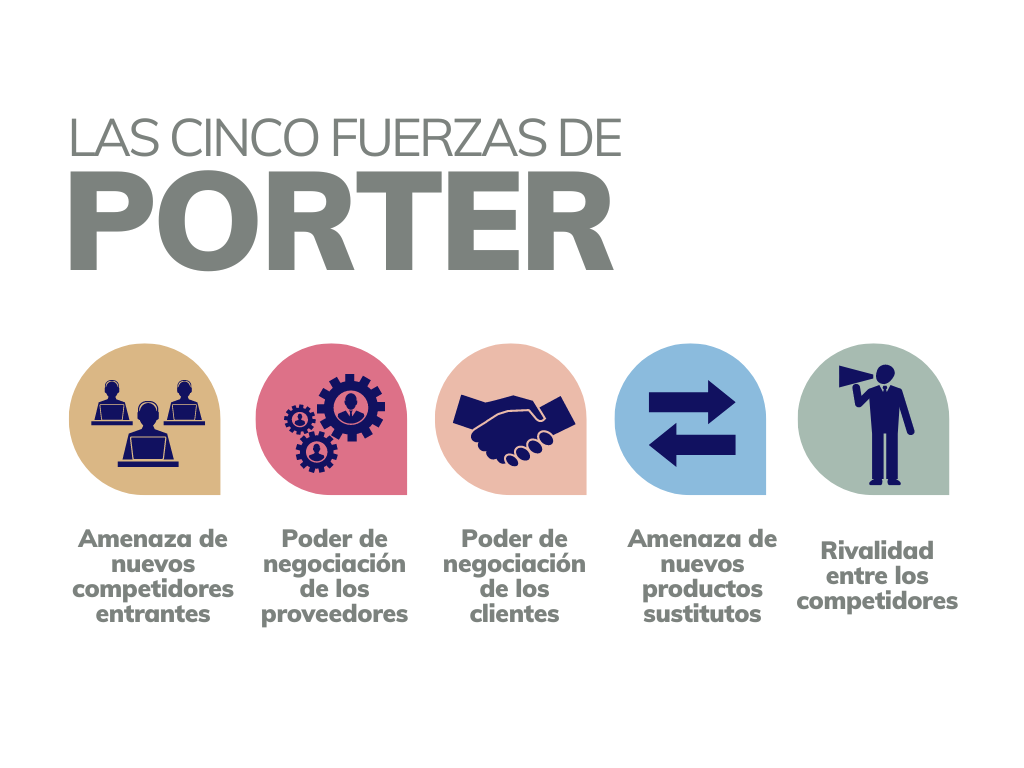 LAS CINCO FUERZAS DE
PORTER
Amenaza de
nuevos
competidores
entrantes
Poder de
negociación
de los
proveedores
Poder de
negociación
de los
clientes
Amenaza de
nuevos
productos
sustitutos
Rivalidad
entre los
competidores